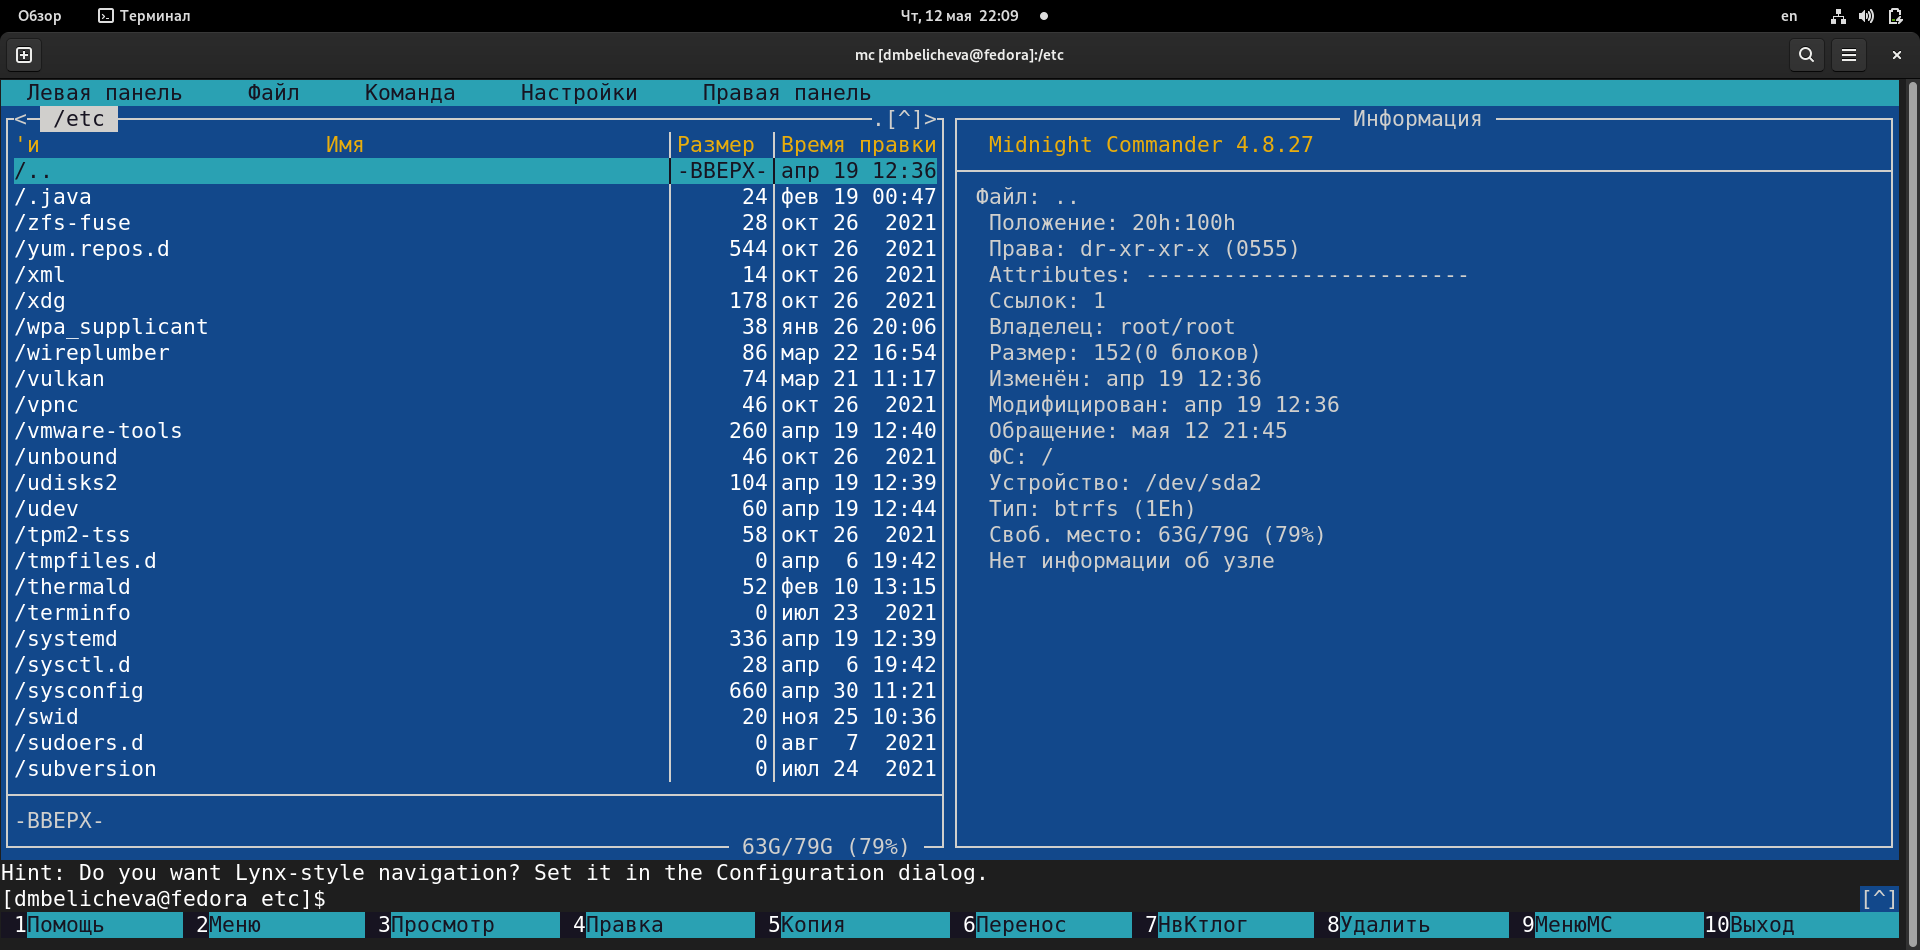 Обзор Терминал Чт, 12 мая 22:09 en
mc [dmbelicheva@fedora]:/etc
Левая панель Файл Команда Настройки Правая панель
<─ /etc .[^]>
'и Имя Размер Время правки
/.. -ВВЕРХ- апр 19 12:36
/.java 24 фев 19 00:47
/zfs-fuse 28 окт 26 2021
/yum.repos.d 544 окт 26 2021
/xml 14 окт 26 2021
/xdg 178 окт 26 2021
/wpa_supplicant 38 янв 26 20:06
/wireplumber 86 мар 22 16:54
/vulkan 74 мар 21 11:17
/vpnc 46 окт 26 2021
/vmware-tools 260 апр 19 12:40
/unbound 46 окт 26 2021
/udisks2 104 апр 19 12:39
/udev 60 апр 19 12:44
/tpm2-tss 58 окт 26 2021
/tmpfiles.d 0 апр 6 19:42
/thermald 52 фев 10 13:15
/terminfo 0 июл 23 2021
/systemd 336 апр 19 12:39
/sysctl.d 28 апр 6 19:42
/sysconfig 660 апр 30 11:21
/swid 20 ноя 25 10:36
/sudoers.d 0 авг 7 2021
/subversion 0 июл 24 2021
-ВВЕРХ-
63G/79G (79%)
Информация
Midnight Commander 4.8.27
Файл: ..
Положение: 20h:100h
Права: dr-xr-xr-x (0555)
Attributes: -------------------------
Ссылок: 1
Владелец: root/root
Размер: 152(0 блоков)
Изменён: апр 19 12:36
Модифицирован: апр 19 12:36
Обращение: мая 12 21:45
ФС: /
Устройство: /dev/sda2
Тип: btrfs (1Eh)
Своб. место: 63G/79G (79%)
Нет информации об узле
Hint: Do you want Lynx-style navigation? Set it in the Configuration dialog.
[dmbelicheva@fedora etc]$ [^]
1Помощь 2Меню 3Просмотр 4Правка 5Копия 6Перенос 7НвКтлог 8Удалить 9МенюMC 10Выход